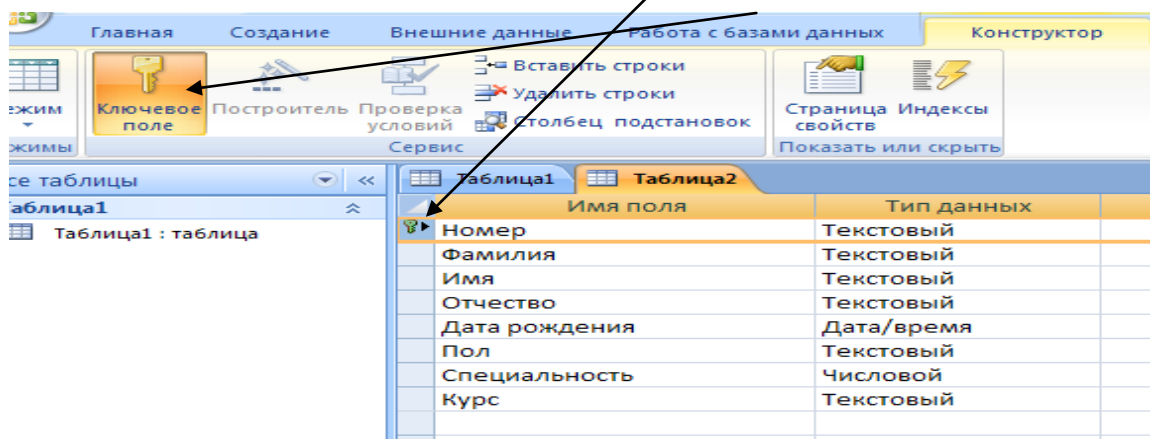 Главная Создание Внешние данные Работа с базами данных Конструктор
ежим
Ключевое поле
Построитель
Проверка условий
Вставить строки
Удалить строки
Столбец подстановок
Страница свойств
Индексы
жимы
Сервис
Показать или скрыть
се таблицы
Таблица1 Таблица2
аблица1
Таблица1 : таблица
Имя поля Тип данных
Номер Текстовый
Фамилия Текстовый
Имя Текстовый
Отчество Текстовый
Дата рождения Дата/время
Пол Текстовый
Специальность Числовой
Курс Текстовый